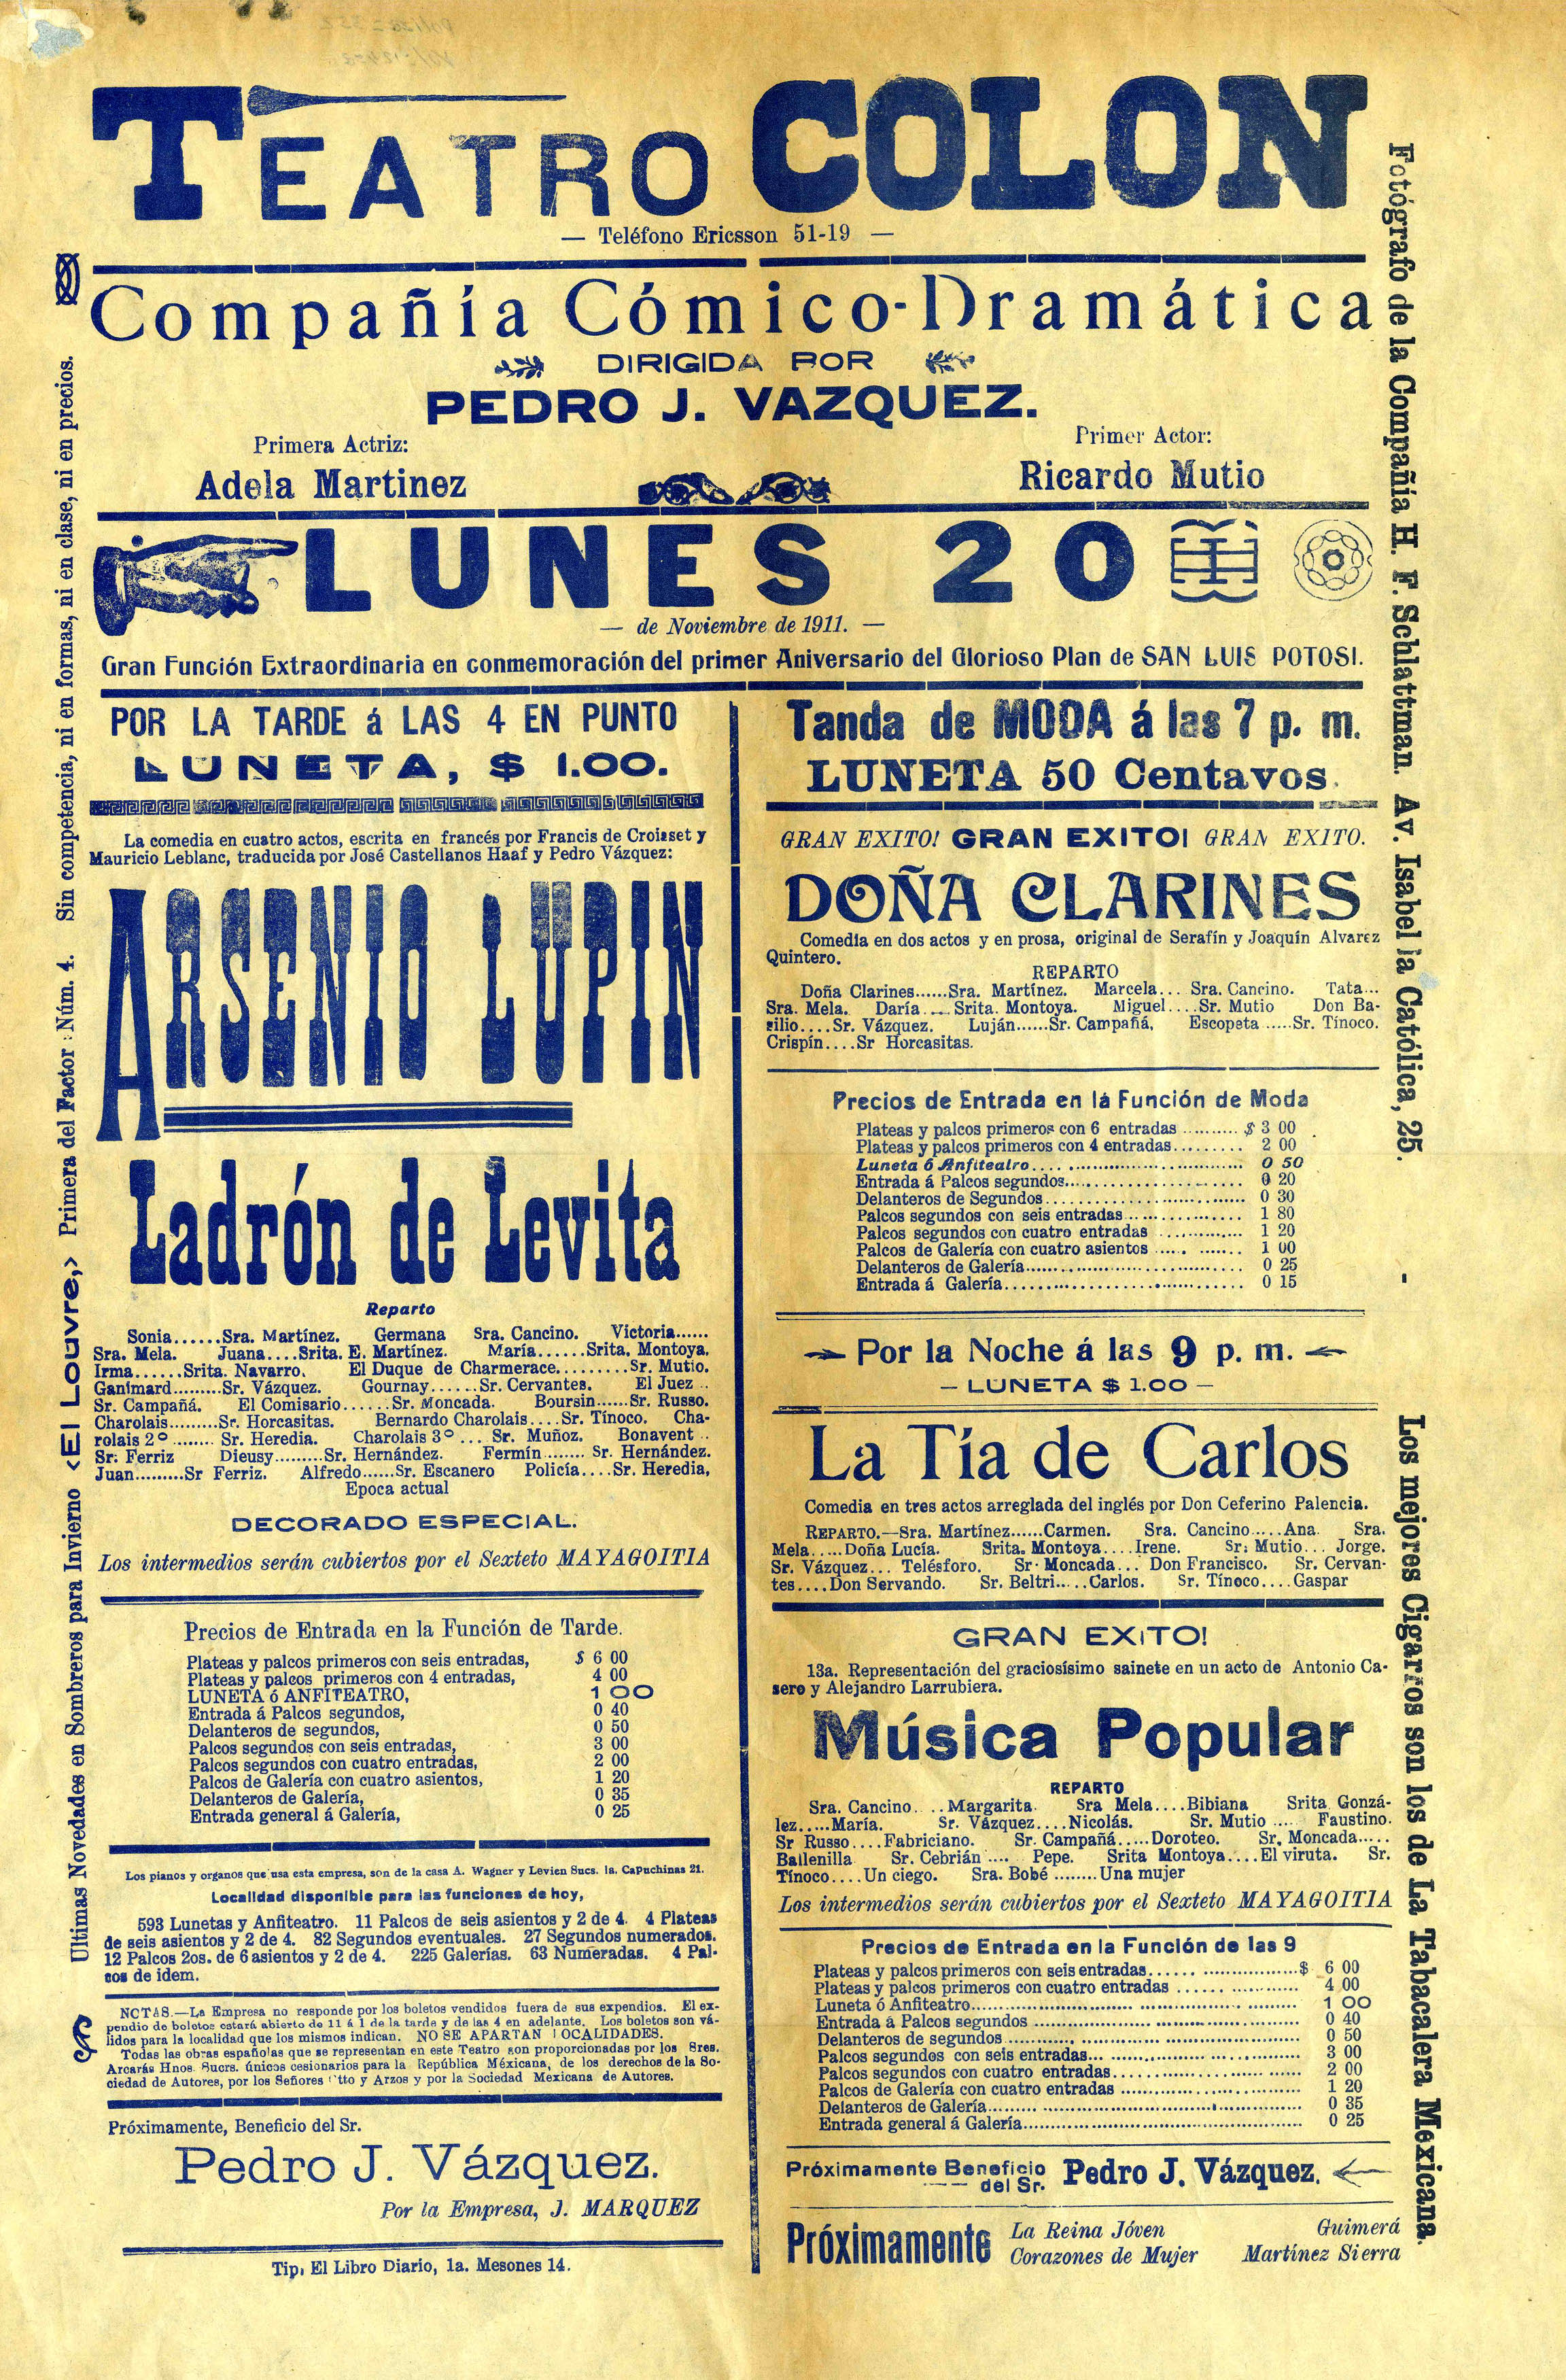 TEATRO COLON
— Teléfono Ericsson 51-19 —
Compañía Cómico-Dramática
DIRIGIDA POR
PEDRO J. VAZQUEZ.
Primera Actriz:
Adela Martinez
Primer Actor:
Ricardo Mutio
LUNES 20
— de Noviembre de 1911. —
Gran Función Extraordinaria en conmemoración del primer Aniversario del Glorioso Plan de SAN LUIS POTOSI.
POR LA TARDE á LAS 4 EN PUNTO
LUNETA, $ 1.00.
La comedia en cuatro actos, escrita en francés por Francis de Croisset y
Mauricio Leblanc, traducida por José Castellanos Haaf y Pedro Vázquez:
ARSENIO LUPIN
Ladrón de Levita
Reparto
Sonia......Sra. Martínez. Germana Sra. Cancino. Victoria......
Sra. Mela. Juana....Srita. E. Martínez. María......Srita. Montoya.
Irma......Srita. Navarro. El Duque de Charmerace.........Sr. Mutio.
Ganimard.........Sr. Vázquez. Gournay......Sr. Cervantes. El Juez ..
Sr. Campañá. El Comisario......Sr. Moncada. Boursin......Sr. Russo.
Charolais.........Sr. Horcasitas. Bernardo Charolais....Sr. Tínoco. Cha-
rolais 2º ........ Sr. Heredia. Charolais 3º ... Sr. Muñoz. Bonavent ..
Sr. Ferriz Dieusy.........Sr. Hernández. Fermín........ Sr. Hernández.
Juan.........Sr Ferriz. Alfredo......Sr. Escanero Policía....Sr. Heredia,
Epoca actual
DECORADO ESPECIAL.
Los intermedios serán cubiertos por el Sexteto MAYAGOITIA
Precios de Entrada en la Función de Tarde.
Plateas y palcos primeros con seis entradas, $ 6 00
Plateas y palcos primeros con 4 entradas, 4 00
LUNETA ó ANFITEATRO, 1 00
Entrada á Palcos segundos, 0 40
Delanteros de segundos, 0 50
Palcos segundos con seis entradas, 3 00
Palcos segundos con cuatro entradas, 2 00
Palcos de Galería con cuatro asientos, 1 20
Delanteros de Galería, 0 35
Entrada general á Galería, 0 25
Los pianos y organos que usa esta empresa, son de la casa A. Wagner y Levien Sucs. 1a. Capuchinas 21.
Localidad disponible para las funciones de hoy,
593 Lunetas y Anfiteatro. 11 Palcos de seis asientos y 2 de 4. 4 Plateas
de seis asientos y 2 de 4. 82 Segundos eventuales. 27 Segundos numerados.
12 Palcos 2os. de 6 asientos y 2 de 4. 225 Galerías. 63 Numeradas. 4 Pal-
cos de idem.
NOTAS.—La Empresa no responde por los boletos vendidos fuera de sus expendios. El ex-
pendio de boletos estará abierto de 11 á 1 de la tarde y de las 4 en adelante. Los boletos son vá-
lidos para la localidad que los mismos indican. NO SE APARTAN LOCALIDADES.
Todas las obras españolas que se representan en este Teatro son proporcionadas por los Sres.
Arcarás Hnos. Sucrs. únicos cesionarios para la República Méxicana, de los derechos de la So-
ciedad de Autores, por los Señores Otto y Arzos y por la Sociedad Mexicana de Autores.
Próximamente, Beneficio del Sr.
Pedro J. Vázquez.
Por la Empresa, J. MARQUEZ
Tip. El Libro Diario, 1a. Mesones 14.
Tanda de MODA á las 7 p. m.
LUNETA 50 Centavos.
GRAN EXITO! GRAN EXITO! GRAN EXITO.
DOÑA CLARINES
Comedia en dos actos y en prosa, original de Serafín y Joaquín Alvarez
Quintero.
REPARTO
Doña Clarines......Sra. Martínez. Marcela... Sra. Cancino. Tata...
Sra. Mela. Daría ... Srita. Montoya. Miguel....Sr. Mutio Don Ba-
silio....Sr. Vázquez. Luján......Sr. Campañá, Escopeta .....Sr. Tínoco.
Crispín....Sr Horcasitas.
Precios de Entrada en lá Función de Moda
Plateas y palcos primeros con 6 entradas .......... $ 3 00
Plateas y palcos primeros con 4 entradas......... 2 00
Luneta ó Anfiteatro.... ............................. 0 50
Entrada á Palcos segundos............................. 0 20
Delanteros de Segundos............................. 0 30
Palcos segundos con seis entradas .................. 1 80
Palcos segundos con cuatro entradas ............ 1 20
Palcos de Galería con cuatro asientos ..... ....... 1 00
Delanteros de Galería............................. 0 25
Entrada á Galería................................. 0 15
Por la Noche á las 9 p. m.
— LUNETA $ 1.00 —
La Tía de Carlos
Comedia en tres actos arreglada del inglés por Don Ceferino Palencia.
REPARTO.—Sra. Martínez......Carmen. Sra. Cancino.....Ana. Sra.
Mela.....Doña Lucía. Srita. Montoya....Irene. Sr. Mutio... Jorge.
Sr. Vázquez... Telésforo. Sr. Moncada... Don Francisco. Sr. Cervan-
tes....Don Servando. Sr. Beltri.....Carlos. Sr. Tínoco....Gaspar
GRAN EXITO!
13a. Representación del graciosísimo sainete en un acto de Antonio Ca-
sero y Alejandro Larrubiera.
Música Popular
REPARTO
Sra. Cancino....Margarita. Sra Mela....Bibiana Srita Gonzá-
lez.....María. Sr. Vázquez....Nicolás. Sr. Mutio .... Faustino.
Sr Russo....Fabriciano. Sr. Campañá.....Doroteo. Sr. Moncada.....
Ballenilla Sr. Cebrián .... Pepe. Srita Montoya....El viruta. Sr.
Tínoco....Un ciego. Sra. Bobé ........Una mujer
Los intermedios serán cubiertos por el Sexteto MAYAGOITIA
Precios de Entrada en la Función de las 9
Plateas y palcos primeros con seis entradas...... .................$ 6 00
Plateas y palcos primeros con cuatro entradas ...... ............ 4 00
Luneta ó Anfiteatro............................................. 1 00
Entrada á Palcos segundos ................................... 0 40
Delanteros de segundos ...................................... 0 50
Palcos segundos con seis entradas... ........................ 3 00
Palcos segundos con cuatro entradas.......................... 2 00
Palcos de Galería con cuatro entradas ....................... 1 20
Delanteros de Galería........................................ 0 35
Entrada general á Galería.................................... 0 25
Próximamente Beneficio
del Sr. Pedro J. Vázquez.
Próximamente
La Reina Jóven Guimerá
Corazones de Mujer Martínez Sierra
Ultimas Novedades en Sombreros para Invierno <El Louvre,> Primera del Factor Núm. 4. Sin competencia, ni en formas, ni en clase, ni en precios.
Fotógrafo de la Compañía H. F. Schlattman. Av. Isabel la Católica, 25. -
Los mejores Cigarros son los de La Tabacalera Mexicana.